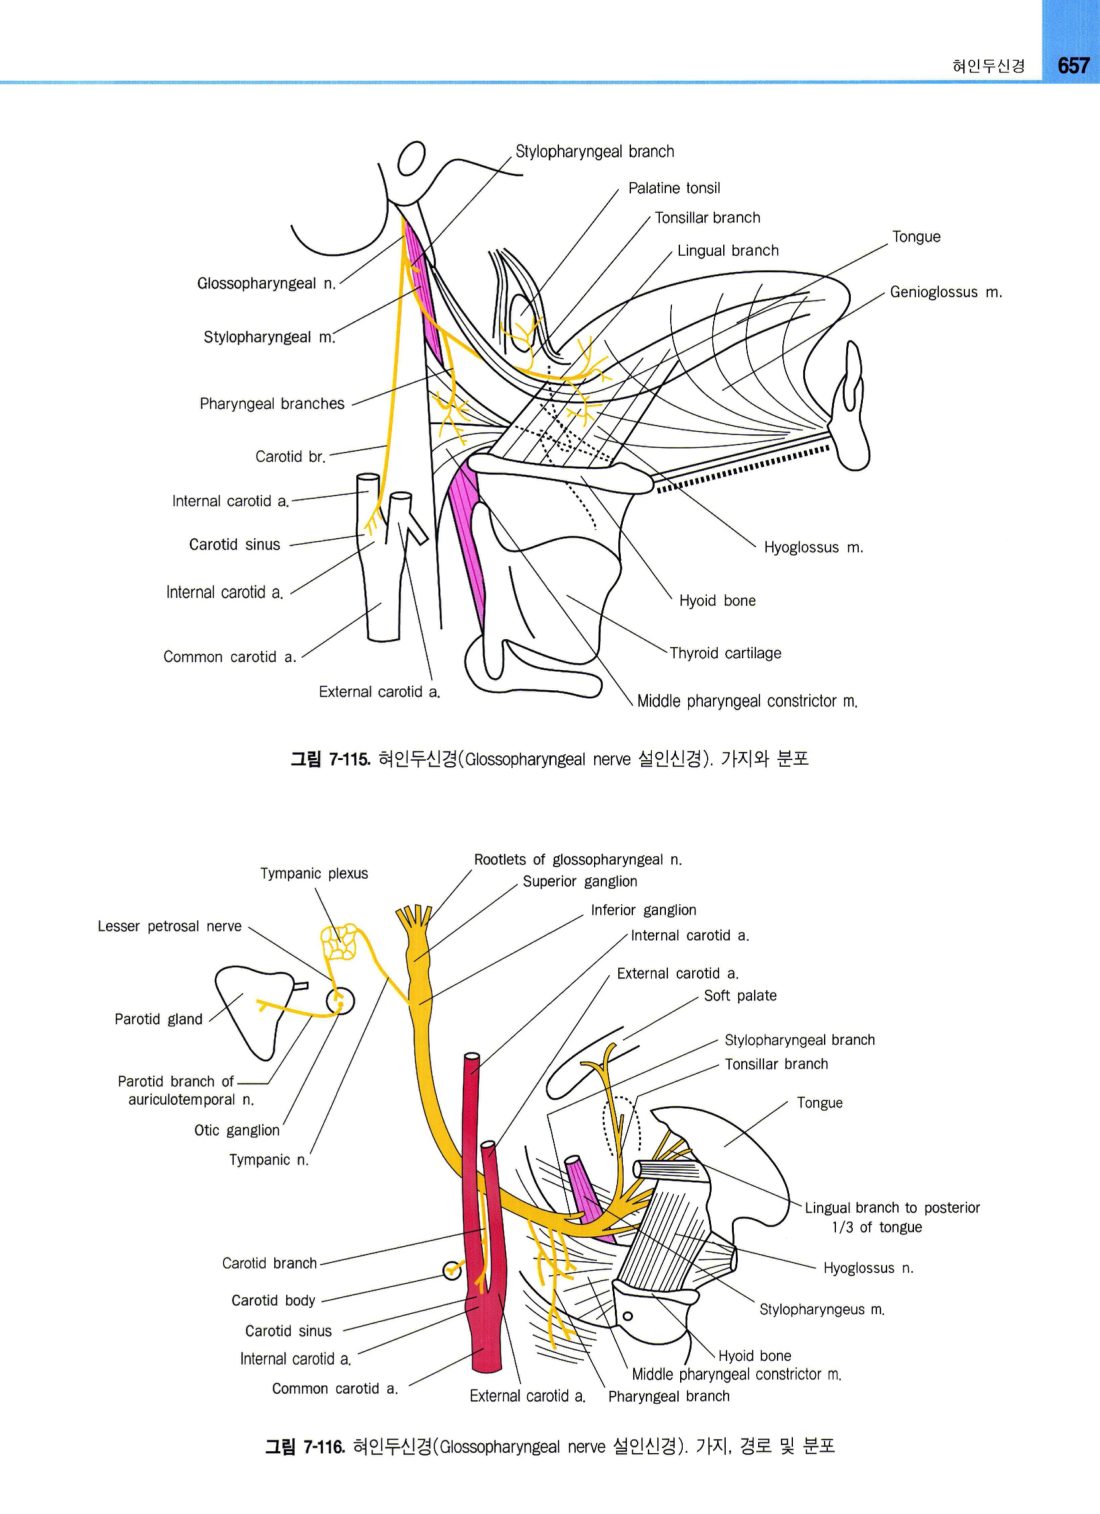 혀인두신경 657
Stylopharyngeal branch
Palatine tonsil
Tonsillar branch
Lingual branch
Tongue
Genioglossus m.
Glossopharyngeal n.
Stylopharyngeal m.
Pharyngeal branches
Carotid br.
Internal carotid a.
Carotid sinus
Internal carotid a.
Common carotid a.
External carotid a.
Hyoglossus m.
Hyoid bone
Thyroid cartilage
Middle pharyngeal constrictor m.
그림 7-115. 혀인두신경(Glossopharyngeal nerve 설인신경). 가지와 분포
Rootlets of glossopharyngeal n.
Tympanic plexus
Superior ganglion
Inferior ganglion
Lesser petrosal nerve
Internal carotid a.
External carotid a.
Soft palate
Parotid gland
Stylopharyngeal branch
Tonsillar branch
Parotid branch of
auriculotemporal n.
Tongue
Otic ganglion
Tympanic n.
Lingual branch to posterior
1/3 of tongue
Carotid branch
Hyoglossus n.
Carotid body
Stylopharyngeus m.
Carotid sinus
Internal carotid a.
Hyoid bone
Middle pharyngeal constrictor m.
Common carotid a.
External carotid a.
Pharyngeal branch
그림 7-116. 혀인두신경(Glossopharyngeal nerve 설인신경). 가지, 경로 및 분포